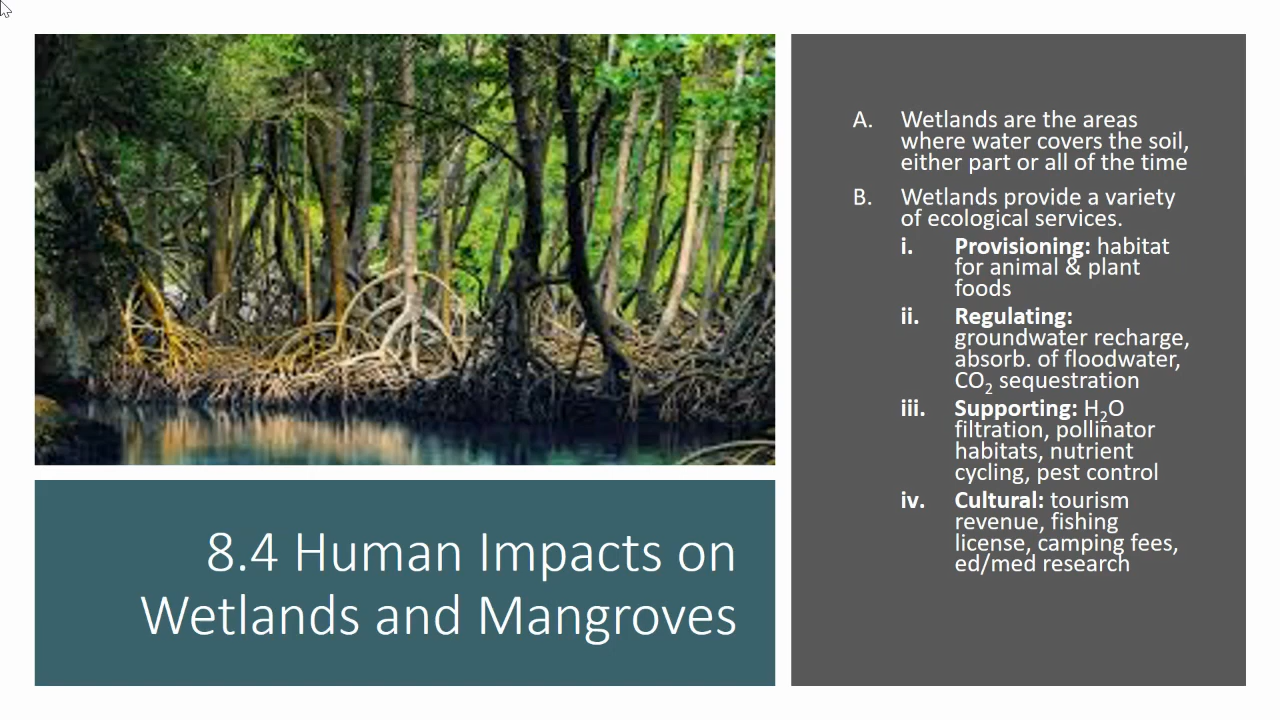 8.4 Human Impacts on
Wetlands and Mangroves
A. Wetlands are the areas
where water covers the soil,
either part or all of the time
B. Wetlands provide a variety
of ecological services.
i. Provisioning: habitat
for animal & plant
foods
ii. Regulating:
groundwater recharge,
absorb. of floodwater,
CO₂ sequestration
iii. Supporting: H₂O
filtration, pollinator
habitats, nutrient
cycling, pest control
iv. Cultural: tourism
revenue, fishing
license, camping fees,
ed/med research